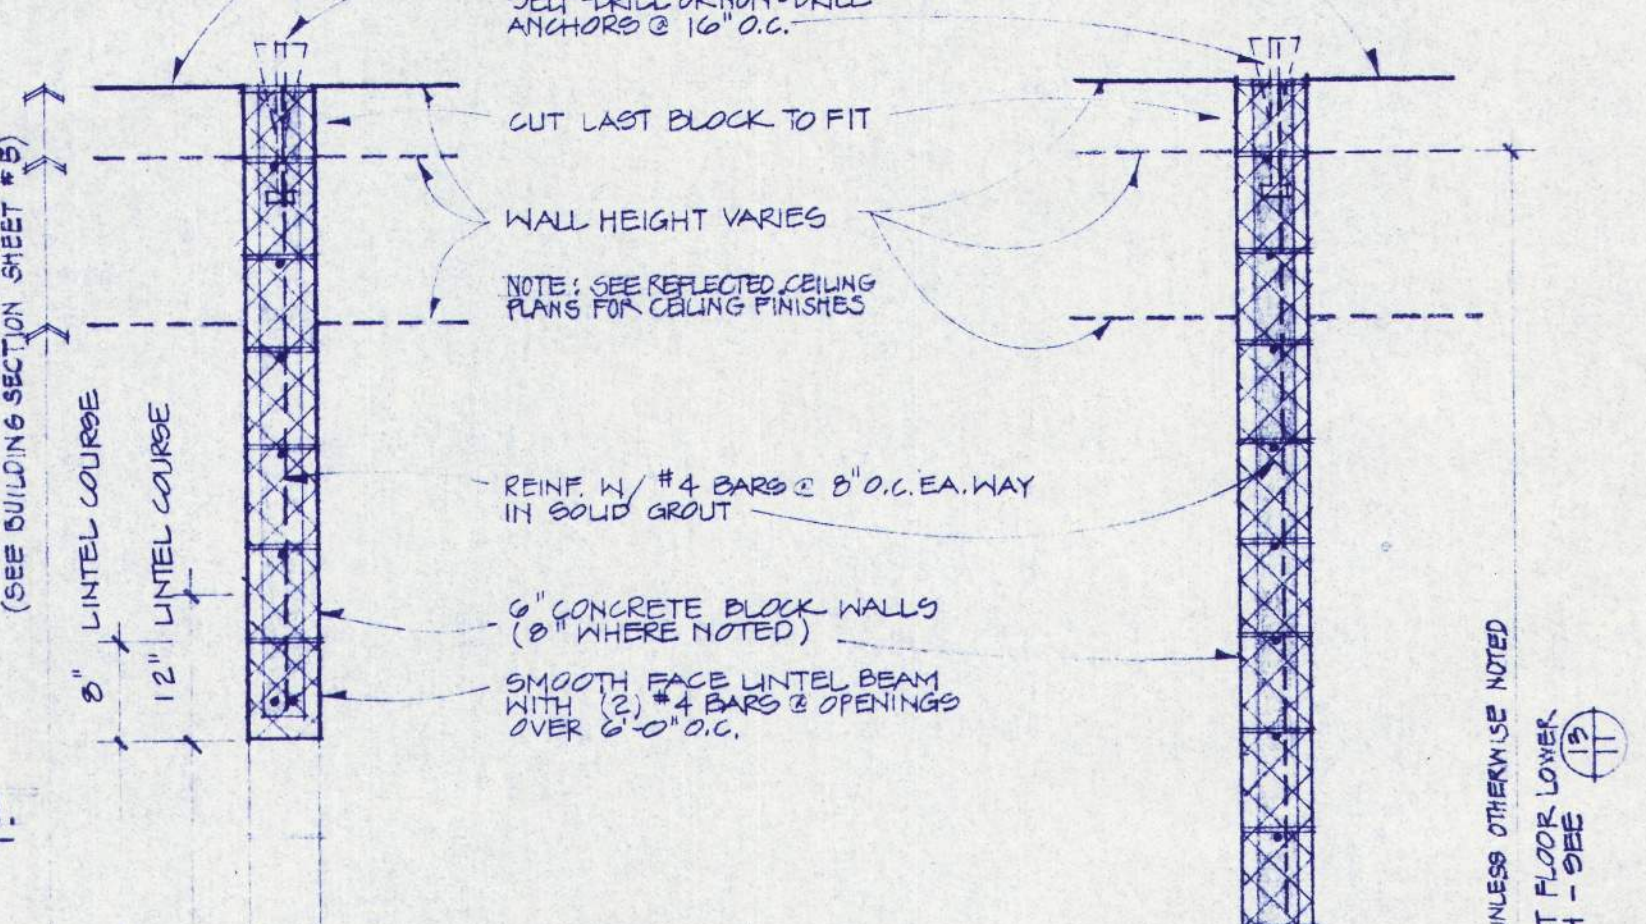 ANCHORS @ 16" O.C.
CUT LAST BLOCK TO FIT
WALL HEIGHT VARIES
NOTE: SEE REFLECTED CEILING
PLANS FOR CEILING FINISHES
REINF. W/ #4 BARS @ 8" O.C. EA. WAY
IN SOLID GROUT
6" CONCRETE BLOCK WALLS
(8" WHERE NOTED)
SMOOTH FACE LINTEL BEAM
WITH (2) #4 BARS @ OPENINGS
OVER 6'-0" O.C.
(SEE BUILDING SECTION SHEET #5)
8" LINTEL COURSE
12" LINTEL COURSE
UNLESS OTHERWISE NOTED
FLOOR LOWER
- SEE
13
11